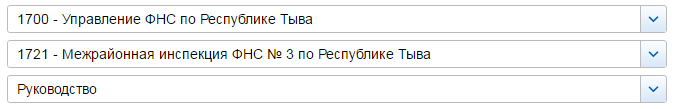 1700 - Управление ФНС по Республике Тыва
1721 - Межрайонная инспекция ФНС № 3 по Республике Тыва
Руководство